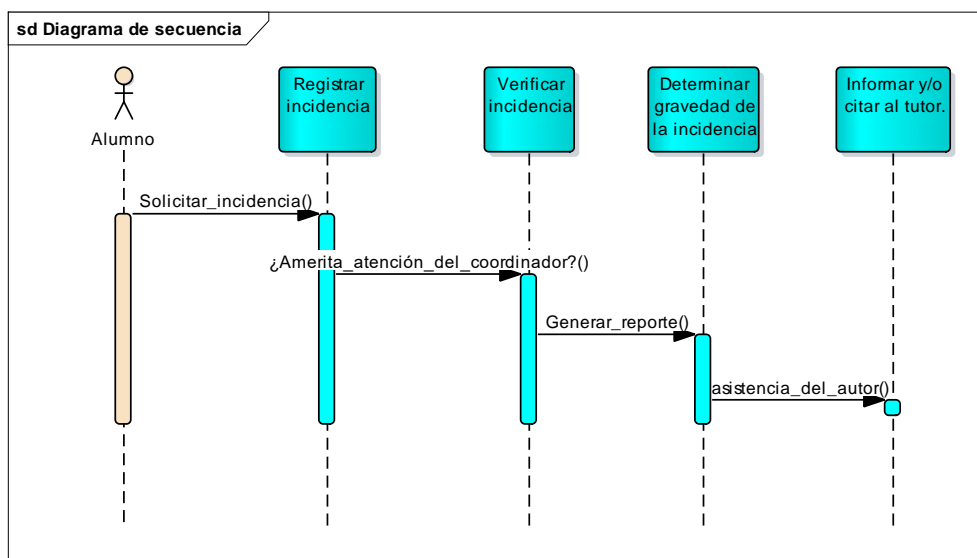 sd Diagrama de secuencia
Alumno
Registrar
incidencia
Verificar
incidencia
Determinar
gravedad de
la incidencia
Informar y/o
citar al tutor.
Solicitar_incidencia()
¿Amerita_atención_del_coordinador?()
Generar_reporte()
asistencia_del_autor()